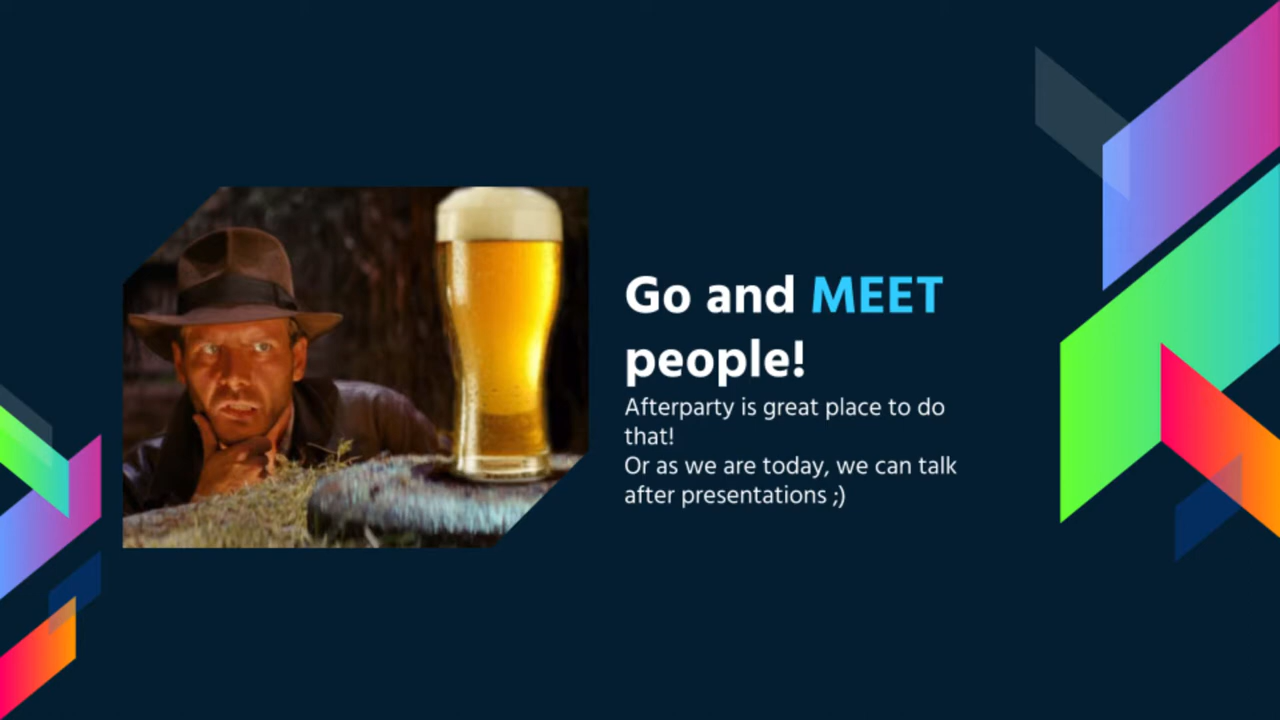 Go and MEET
people!
Afterparty is great place to do
that!
Or as we are today, we can talk
after presentations ;)